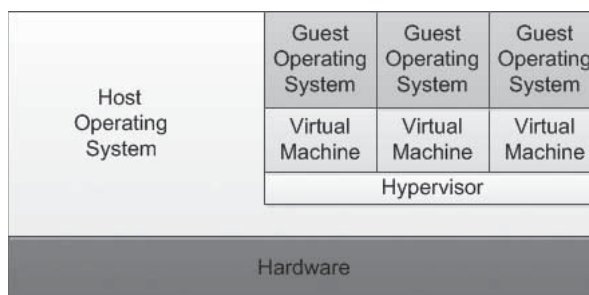 Host
Operating
System
Guest
Operating
System
Guest
Operating
System
Guest
Operating
System
Virtual
Machine
Virtual
Machine
Virtual
Machine
Hypervisor
Hardware